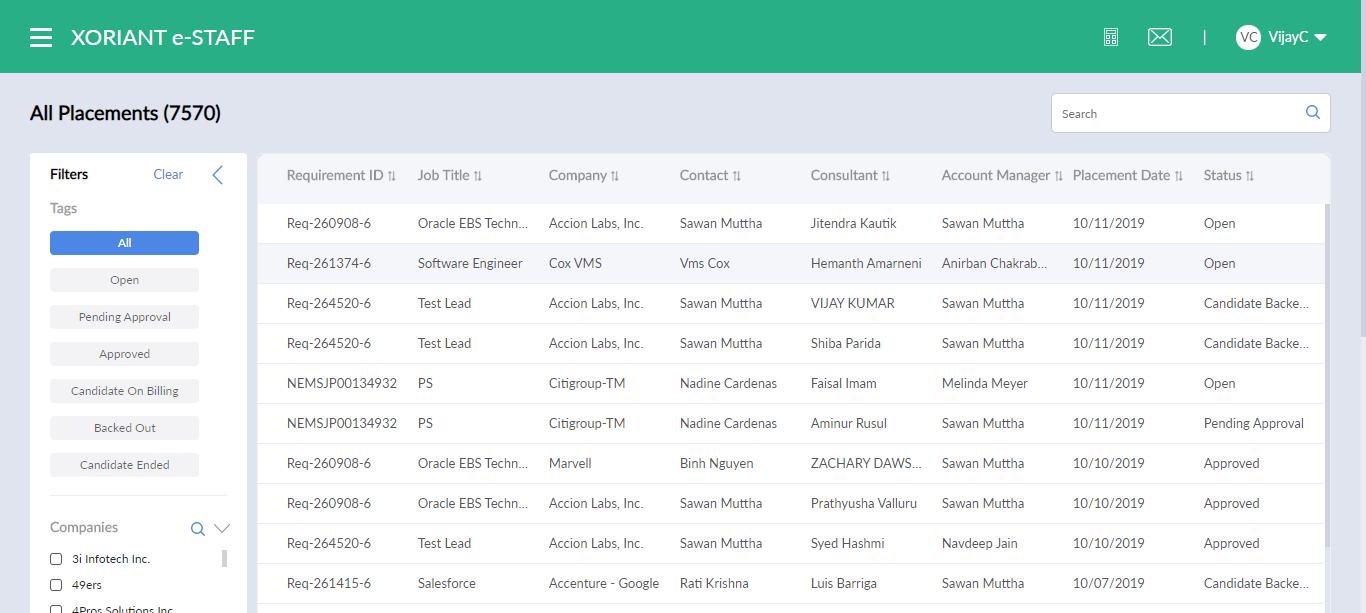 XORIANT e-STAFF
VC VijayC
All Placements (7570)
Search
Filters Clear
Tags
All
Open
Pending Approval
Approved
Candidate On Billing
Backed Out
Candidate Ended
Companies
3i Infotech Inc.
49ers
4Pros Solutions Inc
Requirement ID Job Title Company Contact Consultant Account Manager Placement Date Status
Req-260908-6 Oracle EBS Techn... Accion Labs, Inc. Sawan Muttha Jitendra Kautik Sawan Muttha 10/11/2019 Open
Req-261374-6 Software Engineer Cox VMS Vms Cox Hemanth Amarneni Anirban Chakrab... 10/11/2019 Open
Req-264520-6 Test Lead Accion Labs, Inc. Sawan Muttha VIJAY KUMAR Sawan Muttha 10/11/2019 Candidate Backe...
Req-264520-6 Test Lead Accion Labs, Inc. Sawan Muttha Shiba Parida Sawan Muttha 10/11/2019 Candidate Backe...
NEMSJP00134932 PS Citigroup-TM Nadine Cardenas Faisal Imam Melinda Meyer 10/11/2019 Open
NEMSJP00134932 PS Citigroup-TM Nadine Cardenas Aminur Rusul Sawan Muttha 10/11/2019 Pending Approval
Req-260908-6 Oracle EBS Techn... Marvell Binh Nguyen ZACHARY DAWS... Sawan Muttha 10/10/2019 Approved
Req-260908-6 Oracle EBS Techn... Accion Labs, Inc. Sawan Muttha Prathyusha Valluru Sawan Muttha 10/10/2019 Approved
Req-264520-6 Test Lead Accion Labs, Inc. Sawan Muttha Syed Hashmi Navdeep Jain 10/10/2019 Approved
Req-261415-6 Salesforce Accenture - Google Rati Krishna Luis Barriga Sawan Muttha 10/07/2019 Candidate Backe...